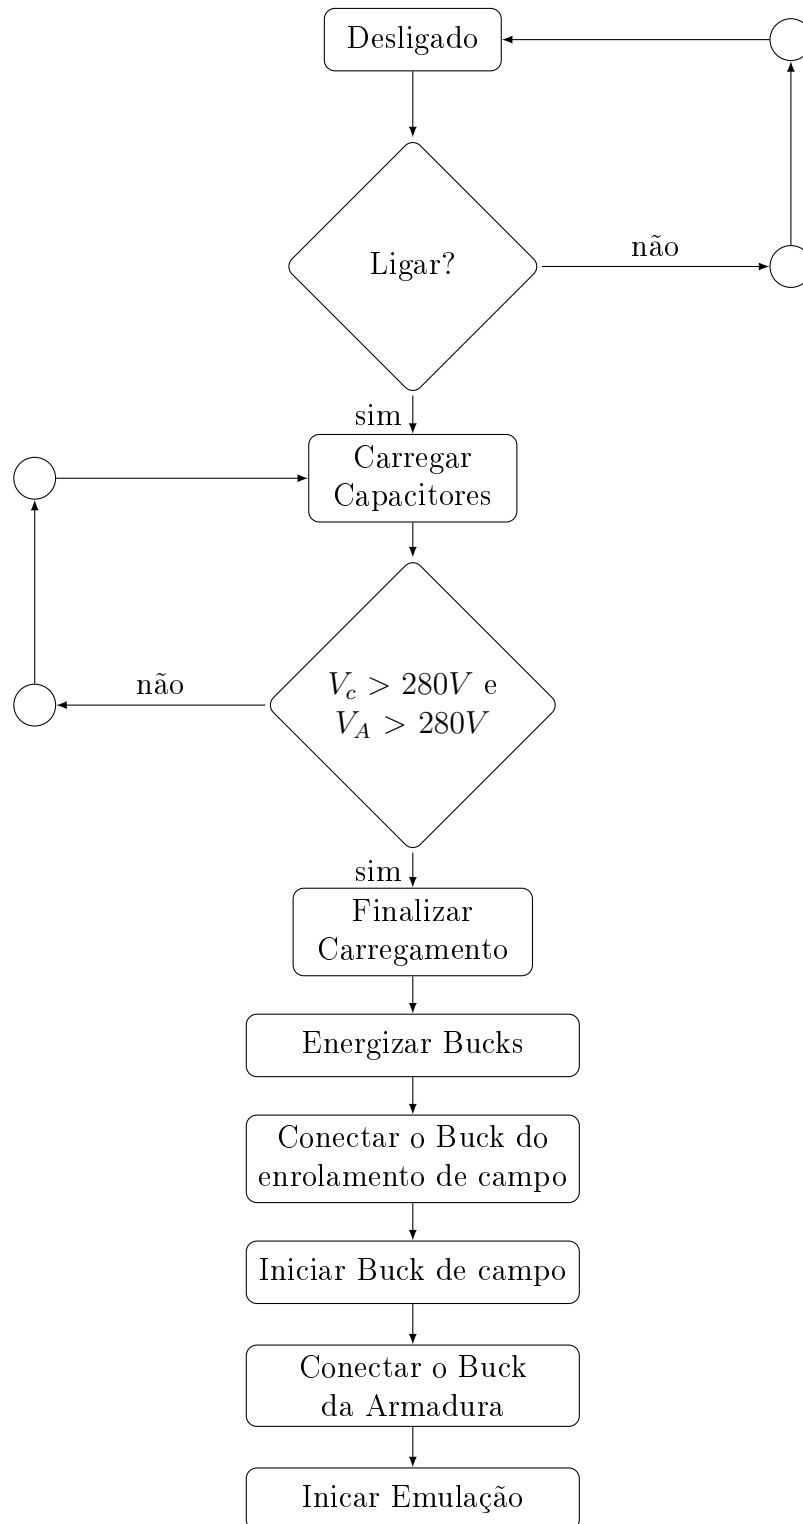 Desligado
Ligar?
não
sim
Carregar
Capacitores
V_c > 280V e
V_A > 280V
não
sim
Finalizar
Carregamento
Energizar Bucks
Conectar o Buck do
enrolamento de campo
Iniciar Buck de campo
Conectar o Buck
da Armadura
Inicar Emulação